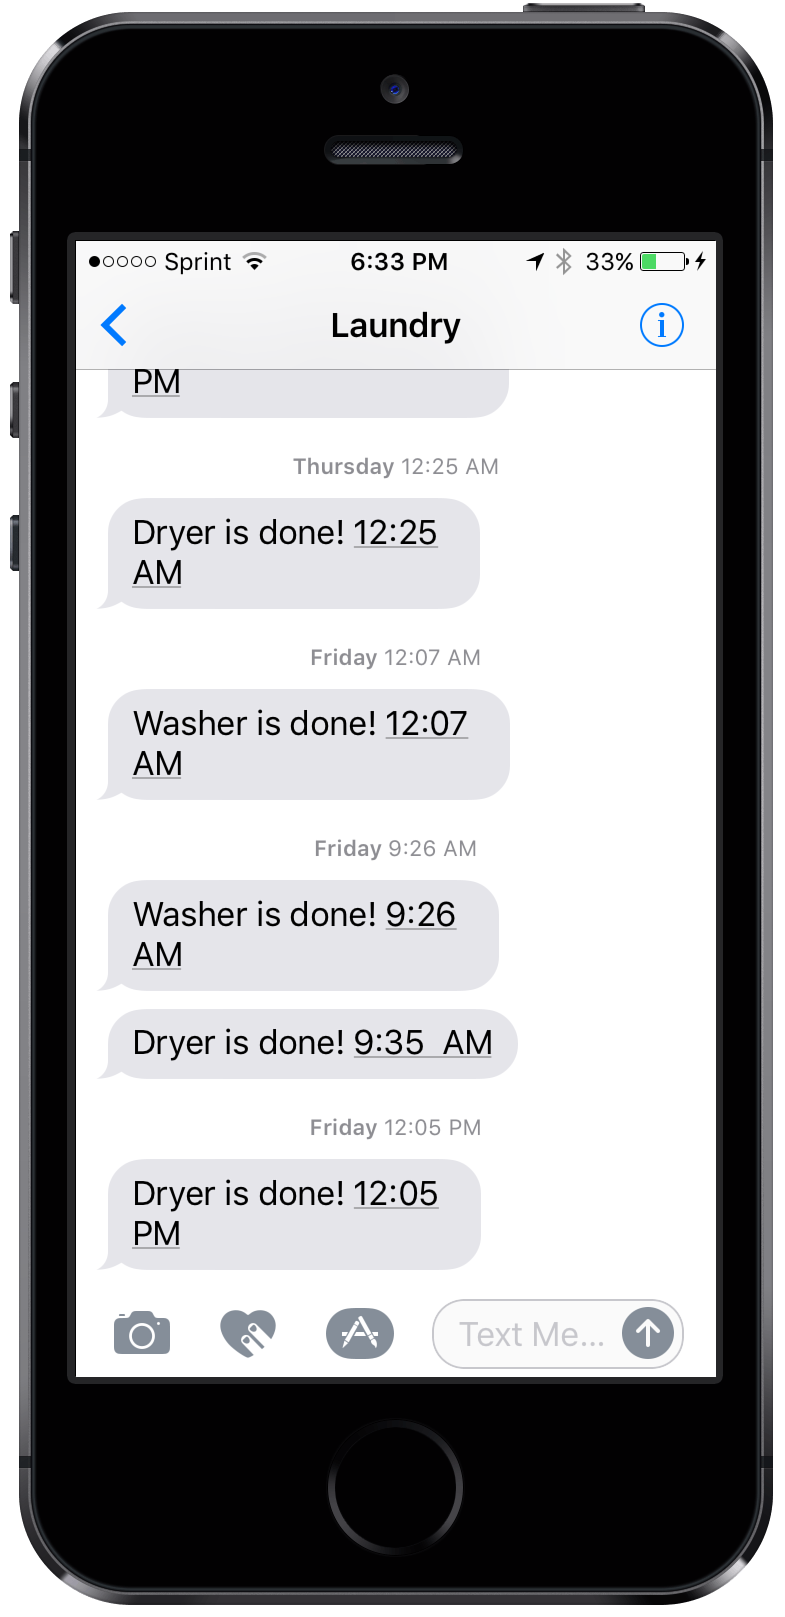 Sprint 6:33 PM 33%
Laundry
PM
Thursday 12:25 AM
Dryer is done! 12:25
AM
Friday 12:07 AM
Washer is done! 12:07
AM
Friday 9:26 AM
Washer is done! 9:26
AM
Dryer is done! 9:35  AM
Friday 12:05 PM
Dryer is done! 12:05
PM
Text Me...